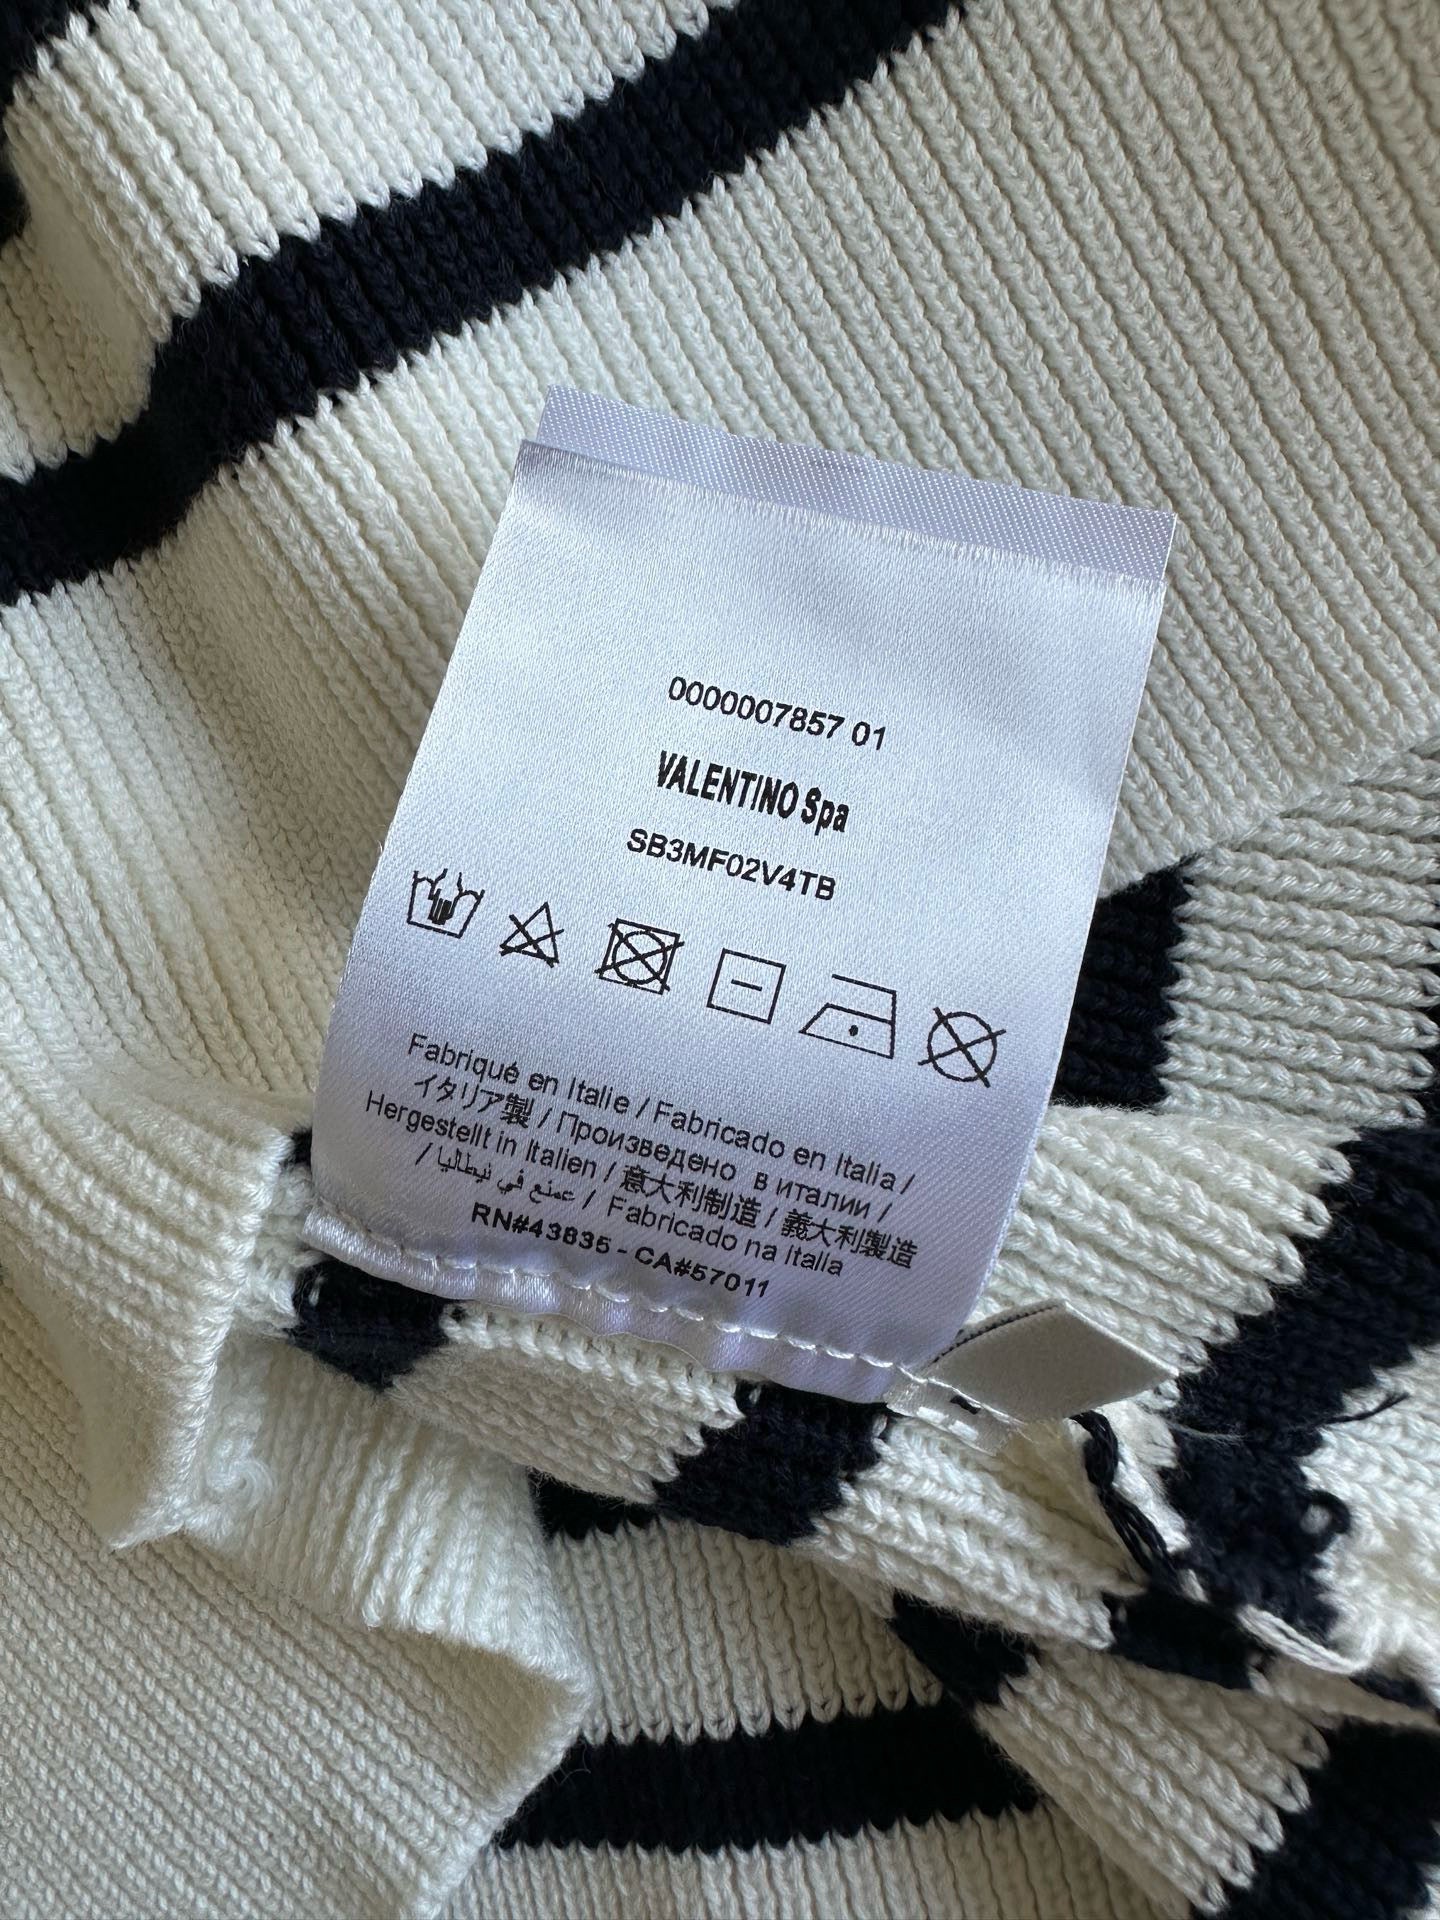 0000007857 01
VALENTINO Spa
SB3MF02V4TB
Fabriqué en Italie / Fabricado en Italia /
イタリア製 / Произведено в италии /
Hergestellt in Italien / 意大利制造 / 義大利製造
/ صنع في إيطاليا / Fabricado na Italia
RN#43835 - CA#57011